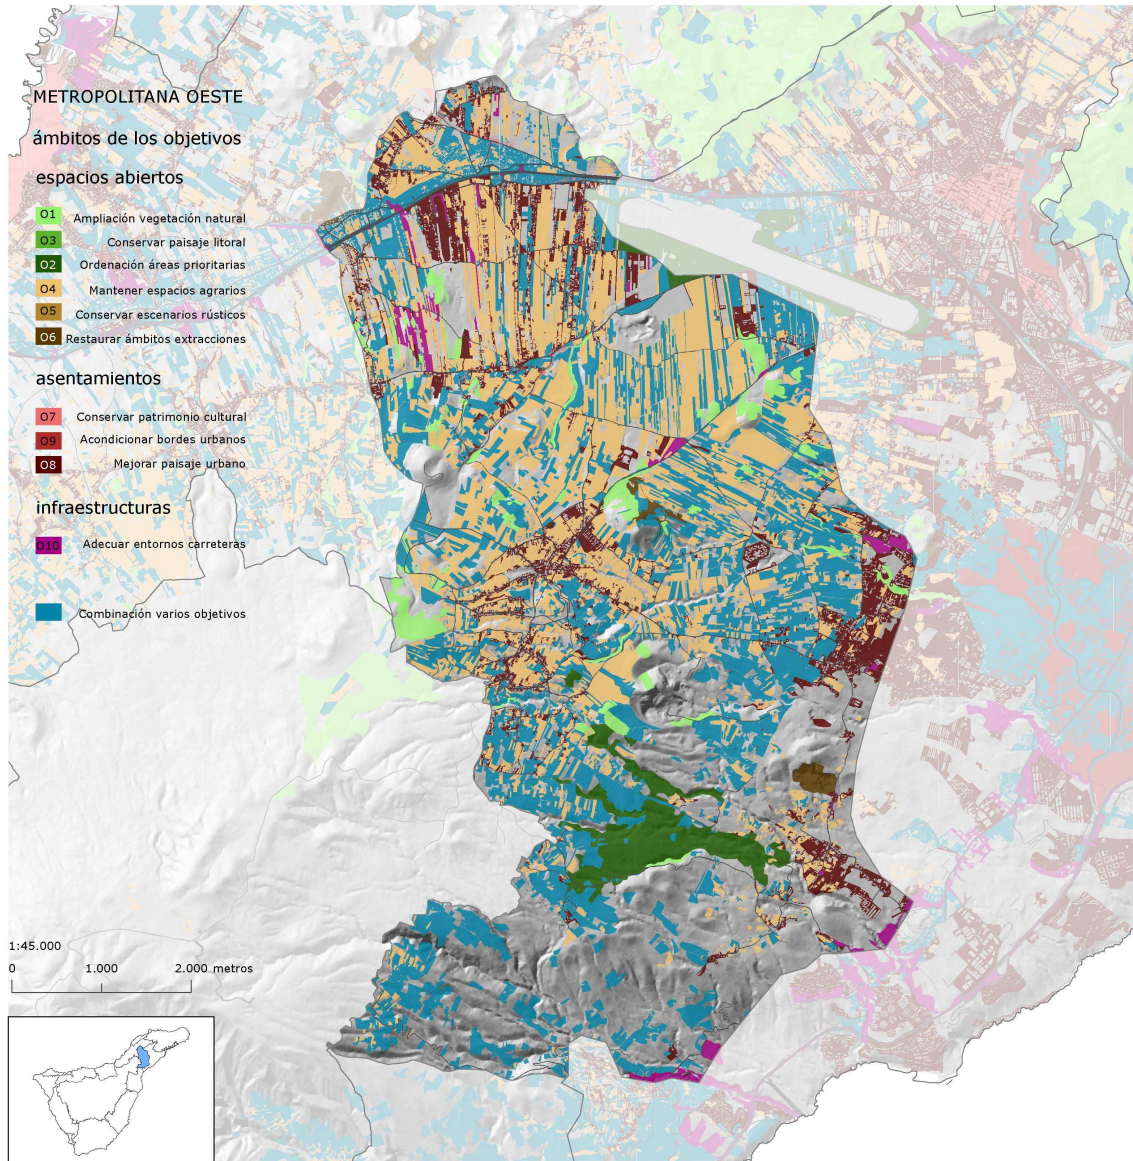 METROPOLITANA OESTE
ámbitos de los objetivos
espacios abiertos
O1 Ampliación vegetación natural
O3 Conservar paisaje litoral
O2 Ordenación áreas prioritarias
O4 Mantener espacios agrarios
O5 Conservar escenarios rústicos
O6 Restaurar ámbitos extracciones
asentamientos
O7 Conservar patrimonio cultural
O9 Acondicionar bordes urbanos
O8 Mejorar paisaje urbano
infraestructuras
O10 Adecuar entornos carreteras
Combinación varios objetivos
1:45.000
0 1.000 2.000 metros